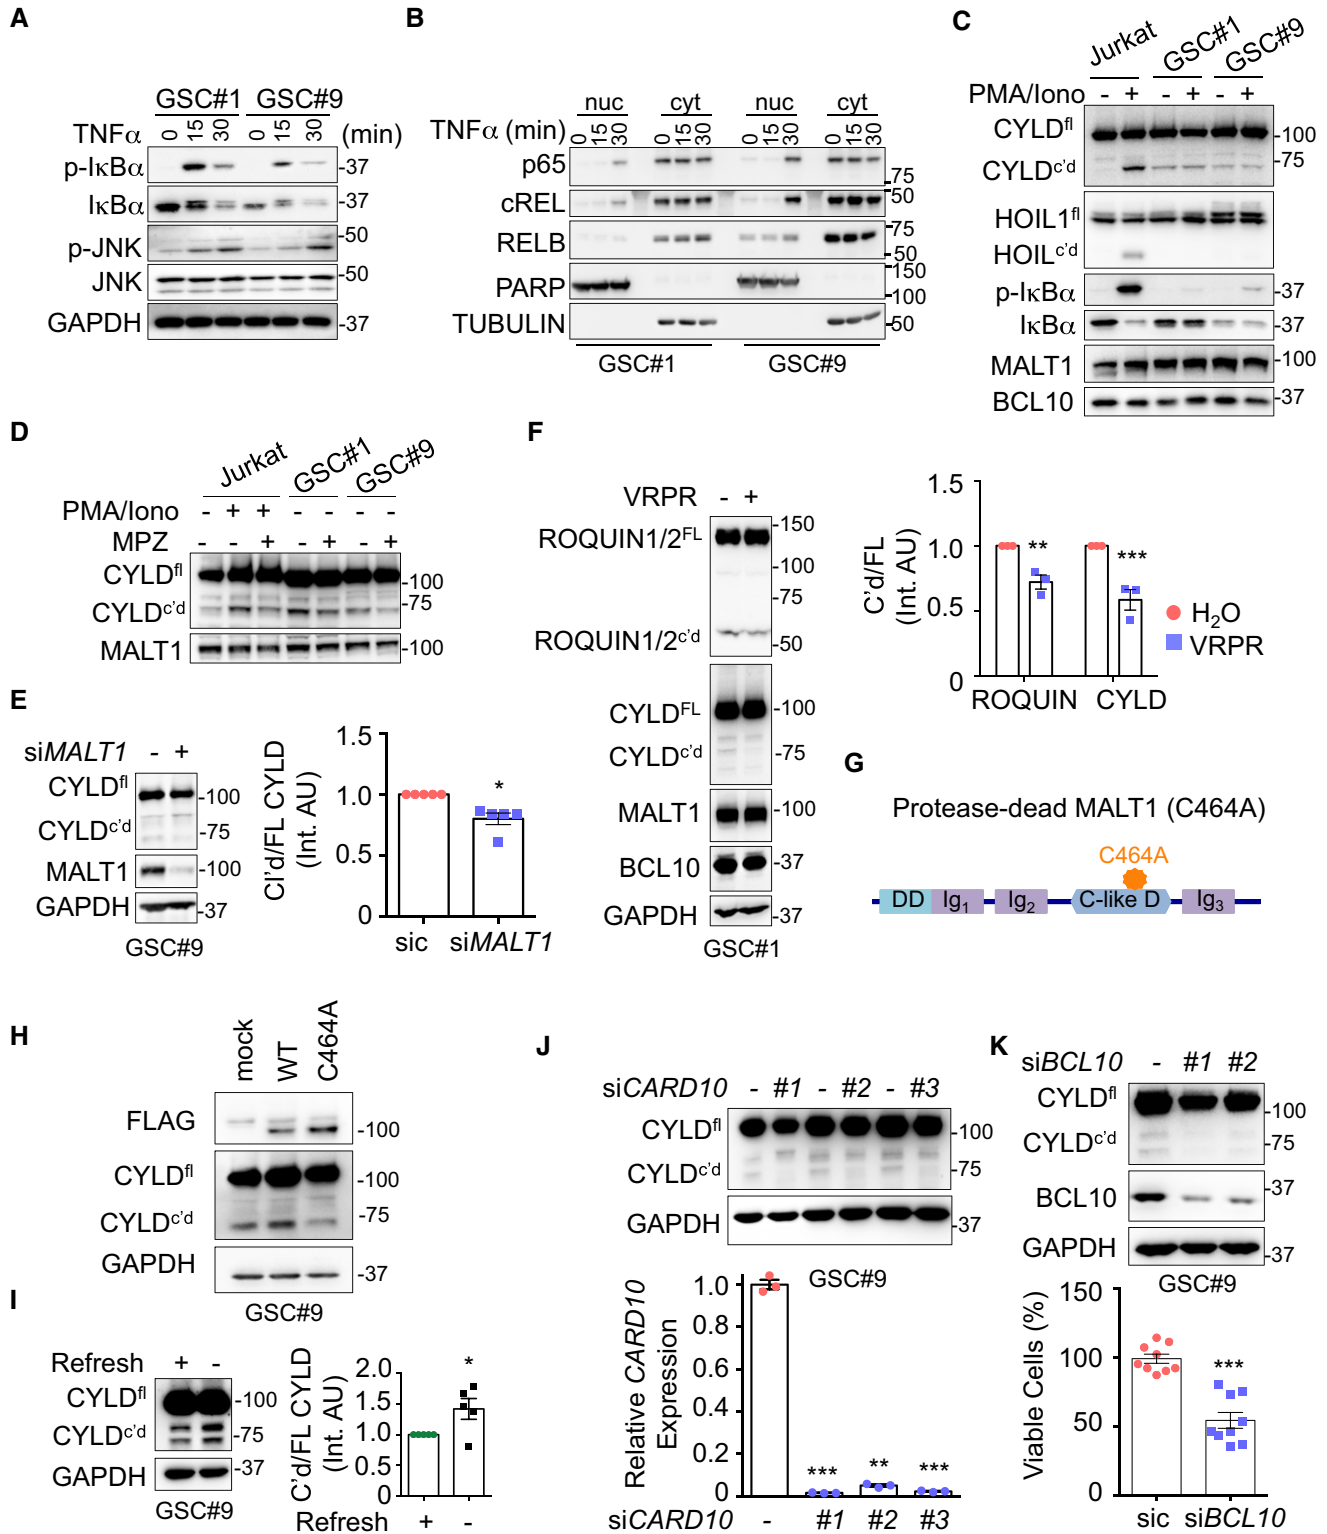 A
GSC#1 GSC#9
TNFα 0 15 30 0 15 30 (min)
p-IκBα -37
IκBα -37
p-JNK -50
JNK -50
GAPDH -37
B
nuc cyt nuc cyt
TNFα (min) 0 15 30 0 15 30 0 15 30 0 15 30
p65 75
cREL 50
RELB 75 50
PARP 150 100
TUBULIN 50
GSC#1 GSC#9
C
Jurkat GSC#1 GSC#9
PMA/Iono - + - + - +
CYLDfl -100
-75
CYLDc'd
HOIL1fl
HOILc'd
p-IκBα -37
IκBα -37
MALT1 -100
BCL10 -37
D
Jurkat GSC#1 GSC#9
PMA/Iono - + + - - - -
MPZ - - + - + - +
CYLDfl -100
CYLDc'd -75
MALT1 -100
E
siMALT1 - +
CYLDfl -100
CYLDc'd -75
MALT1 -100
GAPDH -37
GSC#9
Cl'd/FL CYLD
(Int. AU)
1.5
1.0
0.5
0
*
sic siMALT1
F
VRPR - +
ROQUIN1/2FL -150
-100
-75
ROQUIN1/2c'd -50
CYLDFL -100
CYLDc'd -75
MALT1 -100
BCL10 -37
GAPDH -37
GSC#1
C'd/FL
(Int. AU)
1.5
1.0
0.5
0
** ***
ROQUIN CYLD
H2O
VRPR
G
Protease-dead MALT1 (C464A)
C464A
DD Ig1 Ig2 C-like D Ig3
H
mock WT C464A
FLAG -100
CYLDfl -100
CYLDc'd -75
GAPDH -37
GSC#9
I
Refresh + -
CYLDfl -100
CYLDc'd -75
GAPDH -37
GSC#9
C'd/FL CYLD
(Int. AU)
2.0
1.5
1.0
0.5
0
*
Refresh + -
J
siCARD10 - #1 - #2 - #3
CYLDfl -100
CYLDc'd -75
GAPDH -37
GSC#9
Relative CARD10
Expression
1.0
0.8
0.6
0.4
0.2
0
*** ** ***
siCARD10 - #1 #2 #3
K
siBCL10 - #1 #2
CYLDfl -100
CYLDc'd -75
BCL10 -37
GAPDH -37
GSC#9
Viable Cells (%)
150
100
50
0
***
sic siBCL10